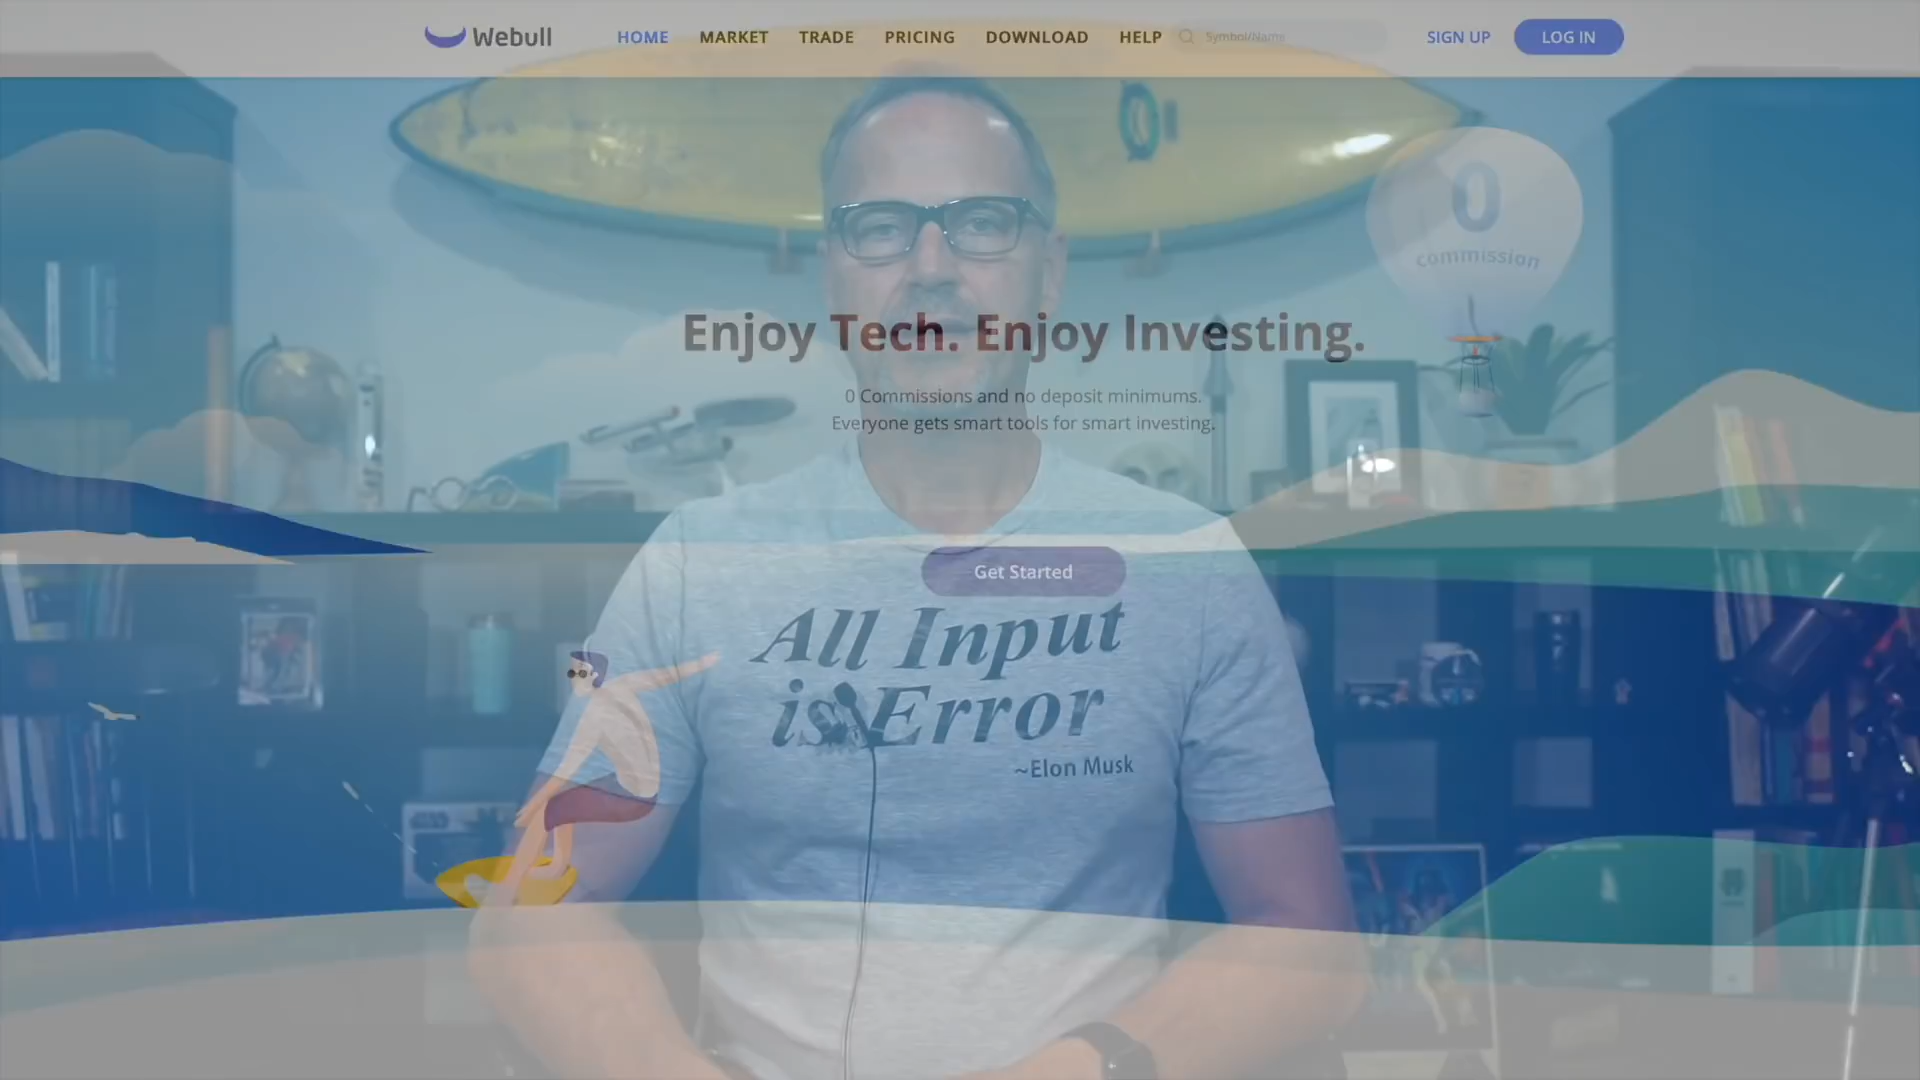 Webull
HOME MARKET TRADE PRICING DOWNLOAD HELP Symbol/Name SIGN UP LOG IN
0
commission
Enjoy Tech. Enjoy Investing.
0 Commissions and no deposit minimums.
Everyone gets smart tools for smart investing.
Get Started
All Input
is Error
~Elon Musk